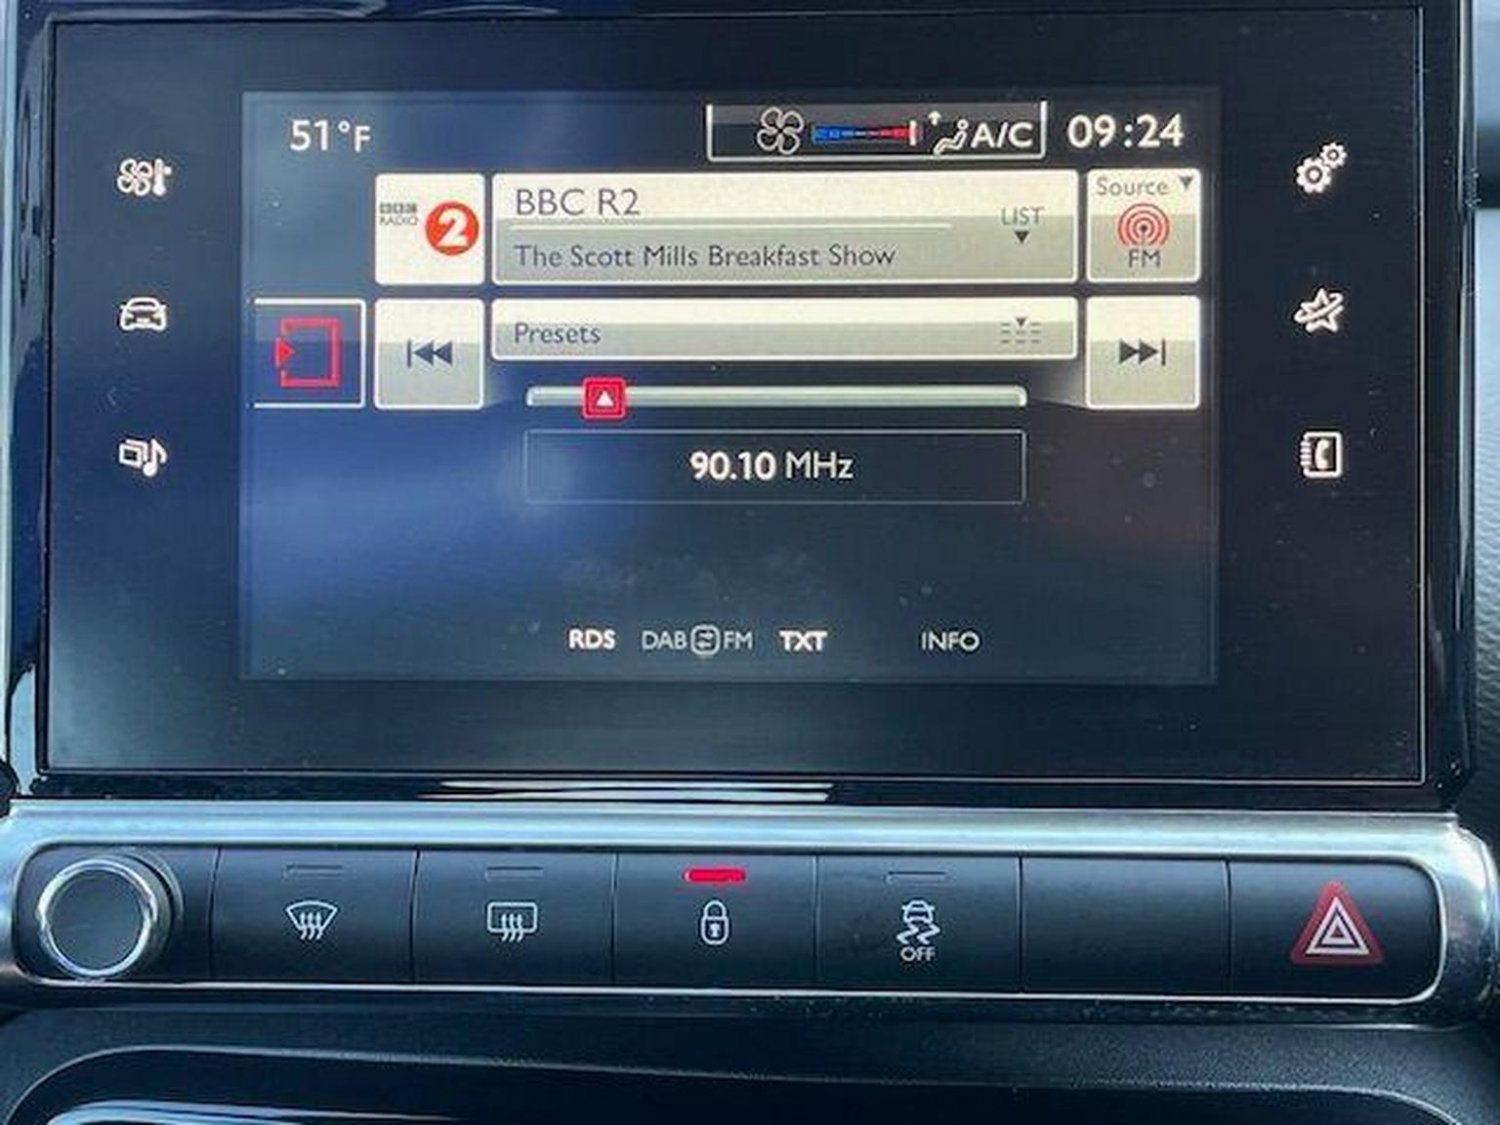 51°F
A/C
09:24
BBC
RADIO
2
BBC R2
LIST
Source
The Scott Mills Breakfast Show
FM
Presets
90.10 MHz
RDS
DAB FM
TXT
INFO
OFF